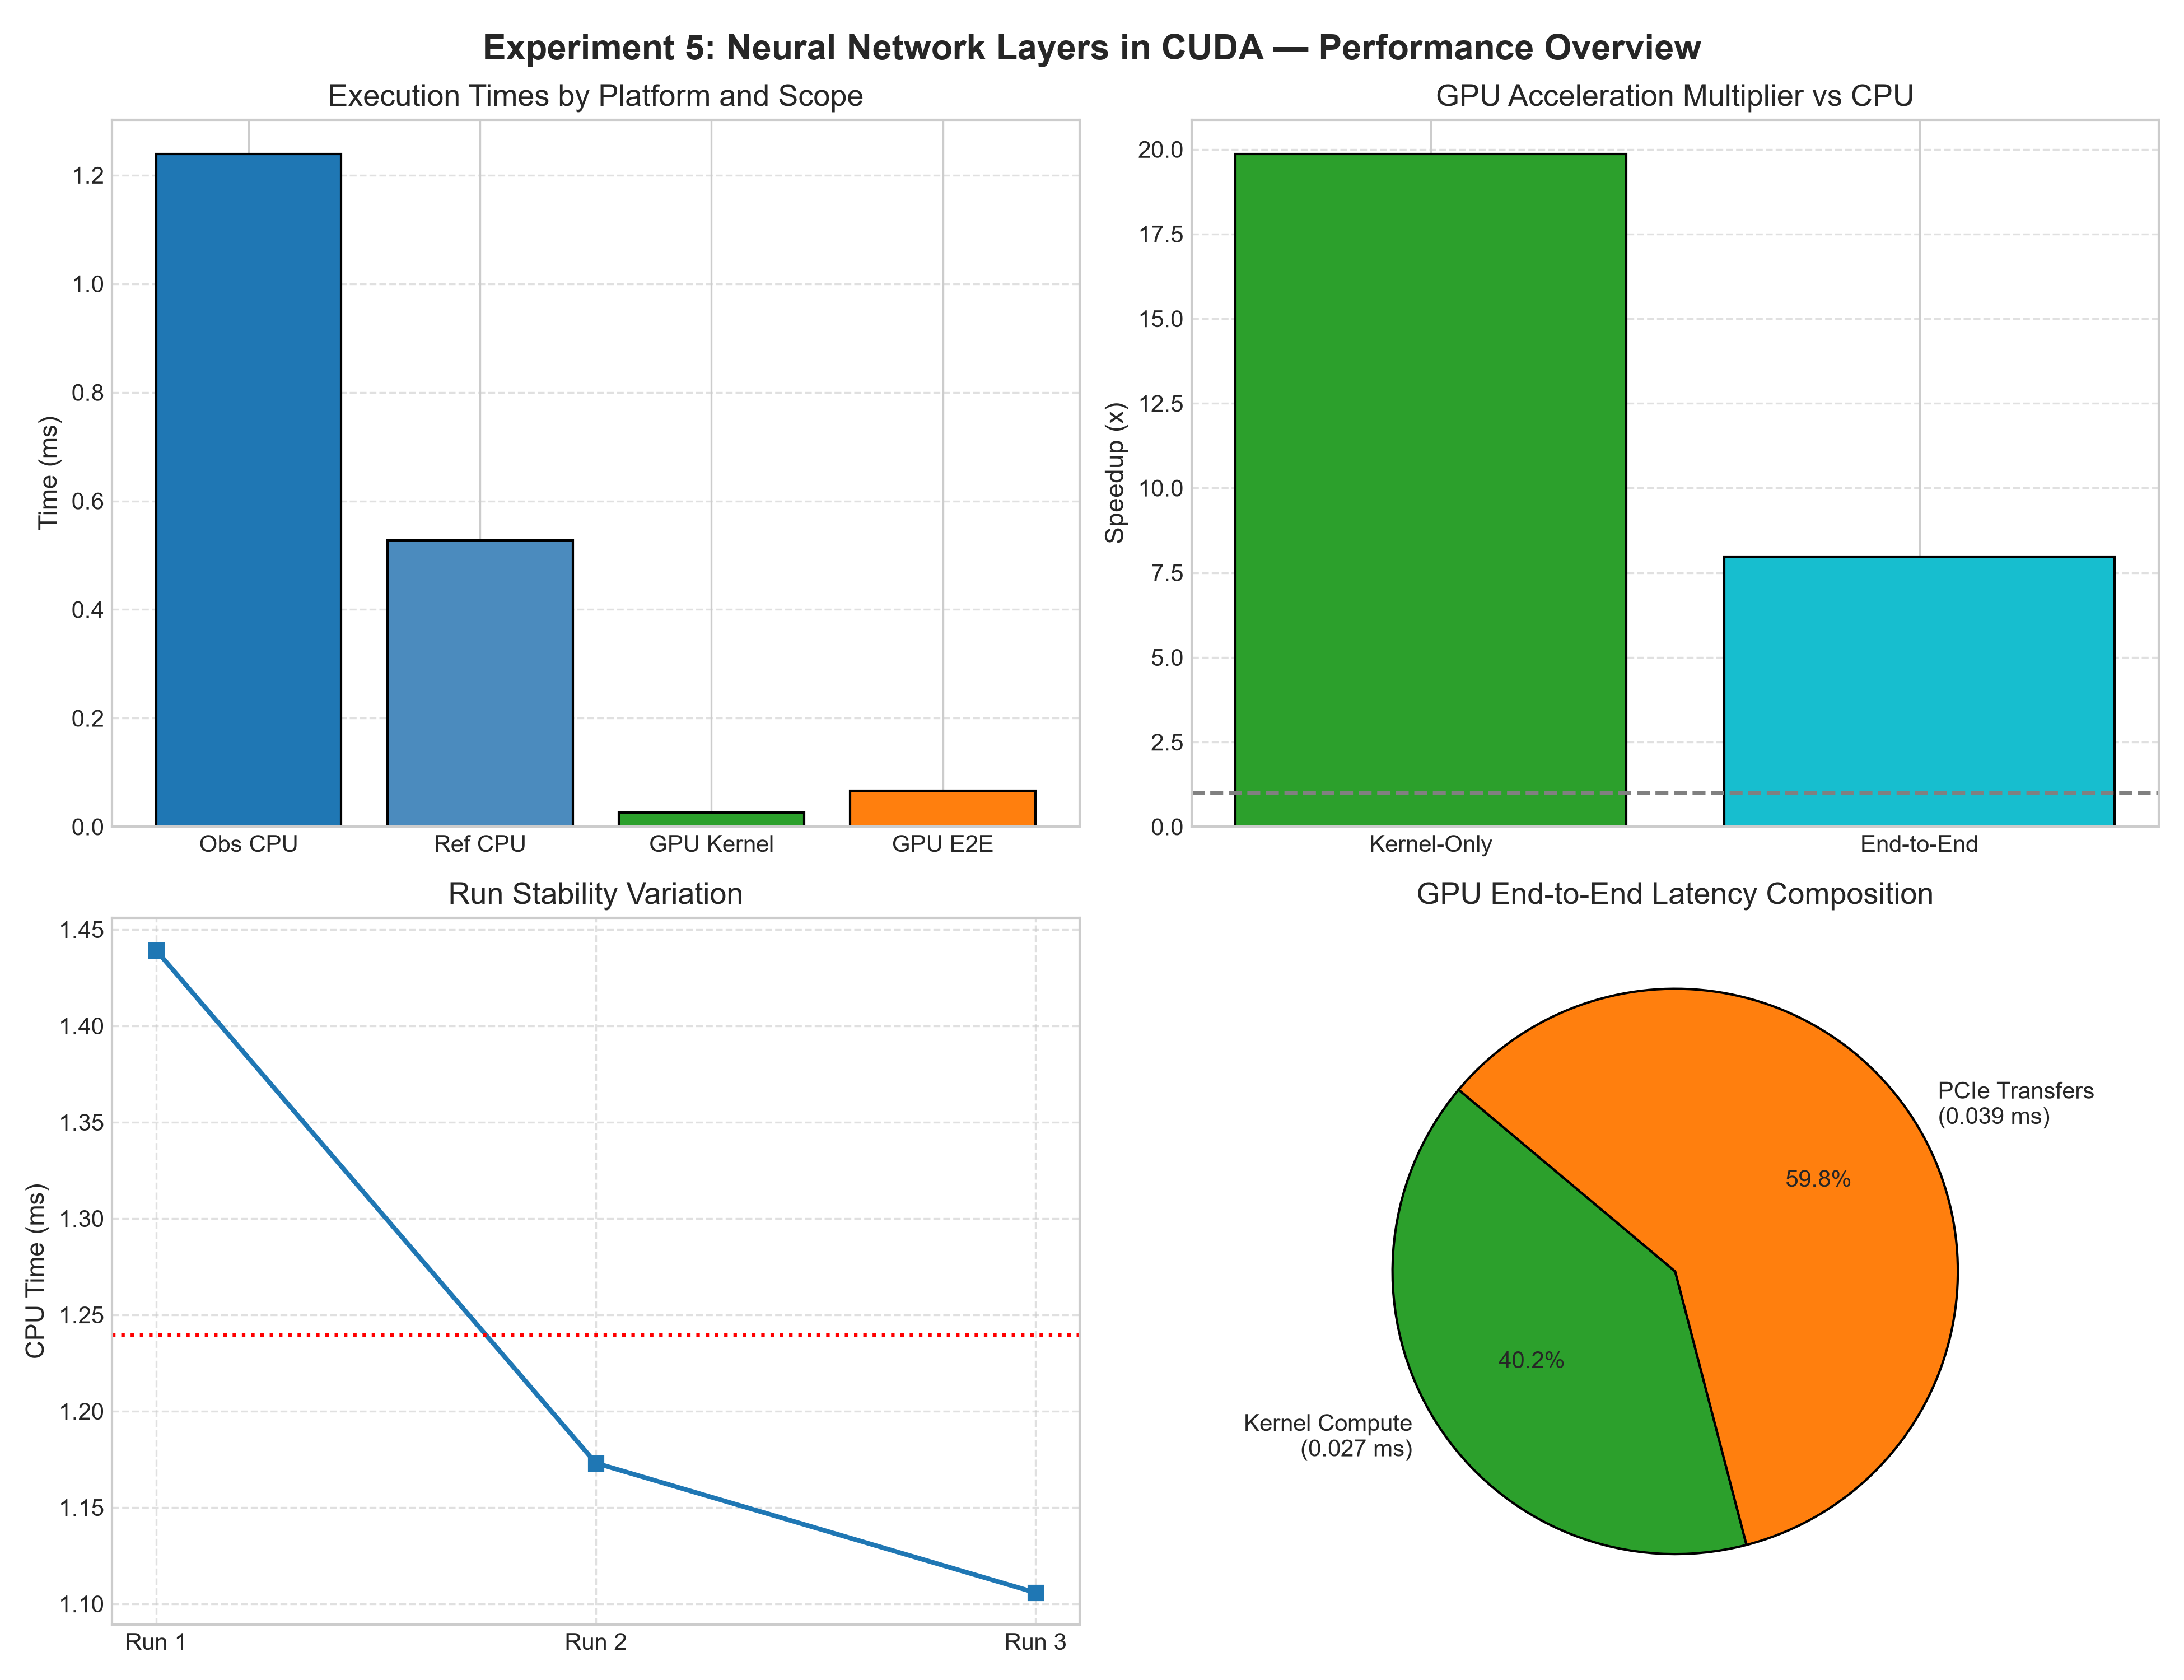 Experiment 5: Neural Network Layers in CUDA — Performance Overview
Execution Times by Platform and Scope
Time (ms)
1.2
1.0
0.8
0.6
0.4
0.2
0.0
Obs CPU
Ref CPU
GPU Kernel
GPU E2E
GPU Acceleration Multiplier vs CPU
Speedup (x)
20.0
17.5
15.0
12.5
10.0
7.5
5.0
2.5
0.0
Kernel-Only
End-to-End
Run Stability Variation
CPU Time (ms)
1.45
1.40
1.35
1.30
1.25
1.20
1.15
1.10
Run 1
Run 2
Run 3
GPU End-to-End Latency Composition
PCIe Transfers
(0.039 ms)
59.8%
40.2%
Kernel Compute
(0.027 ms)